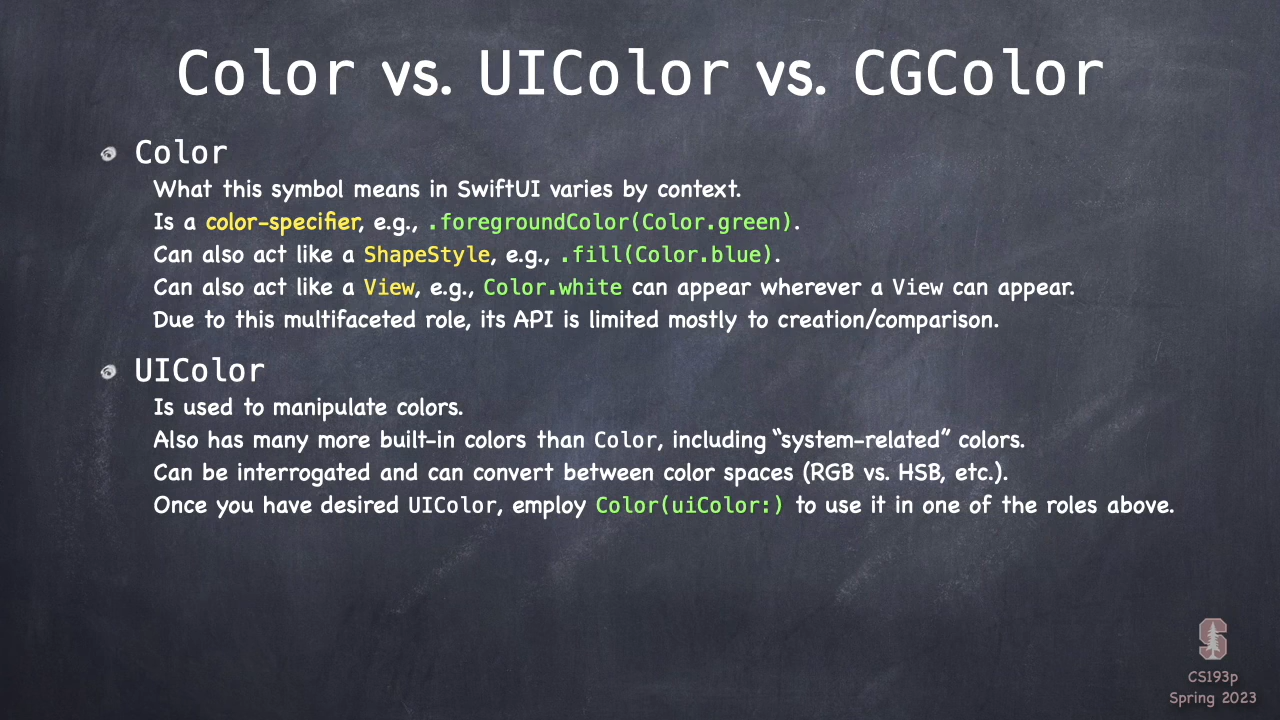 Color vs. UIColor vs. CGColor
Color
What this symbol means in SwiftUI varies by context.
Is a color-specifier, e.g., .foregroundColor(Color.green).
Can also act like a ShapeStyle, e.g., .fill(Color.blue).
Can also act like a View, e.g., Color.white can appear wherever a View can appear.
Due to this multifaceted role, its API is limited mostly to creation/comparison.
UIColor
Is used to manipulate colors.
Also has many more built-in colors than Color, including “system-related” colors.
Can be interrogated and can convert between color spaces (RGB vs. HSB, etc.).
Once you have desired UIColor, employ Color(uiColor:) to use it in one of the roles above.
S
CS193p
Spring 2023